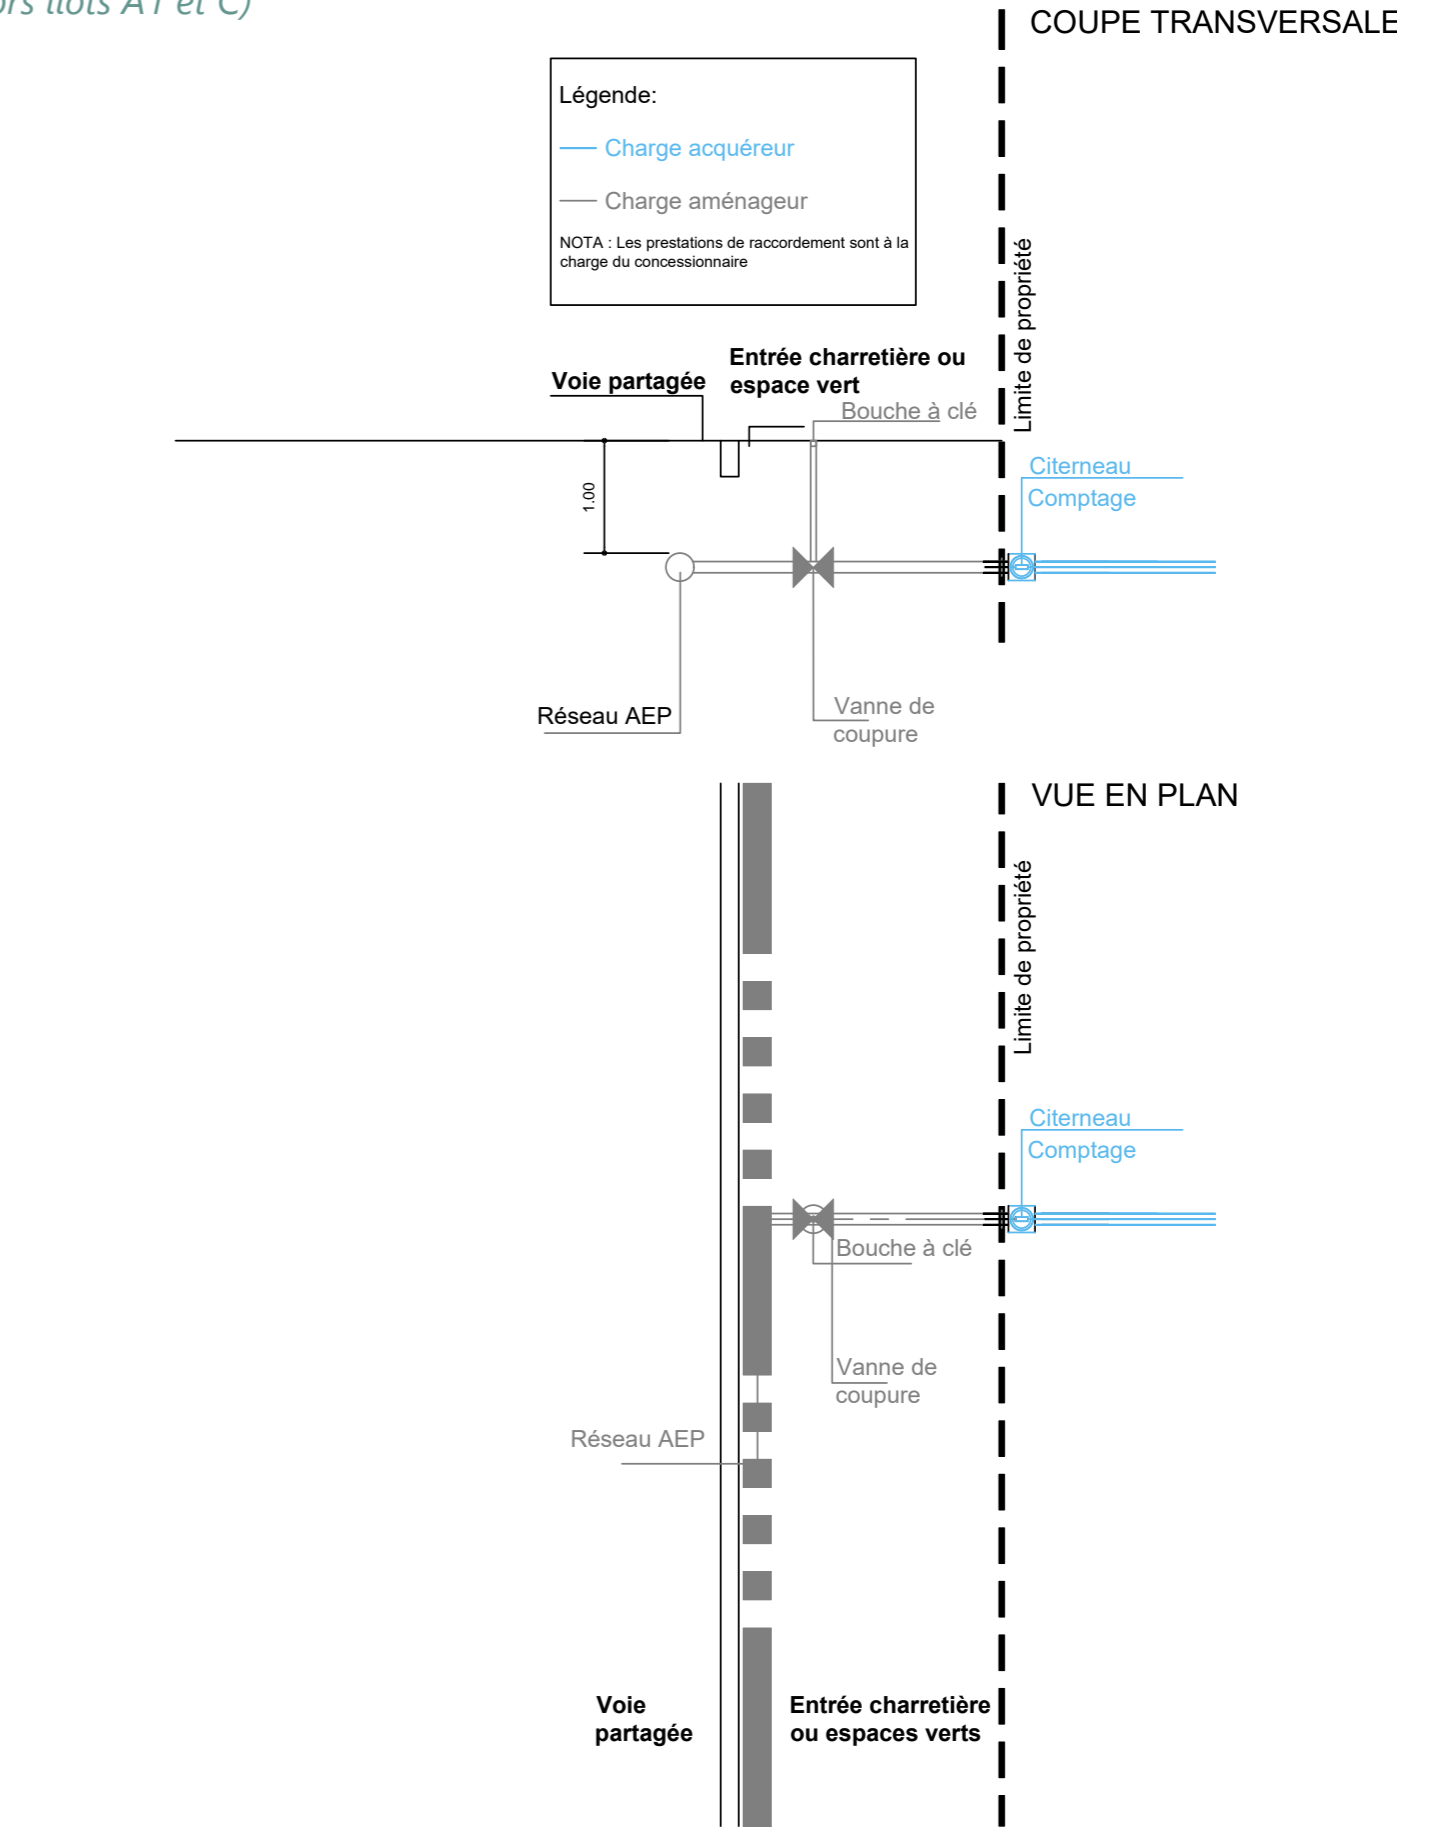 îlots A1 et C)
COUPE TRANSVERSALE
Légende:
Charge acquéreur
Charge aménageur
NOTA : Les prestations de raccordement sont à la
charge du concessionnaire
Limite de propriété
Voie partagée
Entrée charretière ou
espace vert
Bouche à clé
1.00
Citerneau
Comptage
Réseau AEP
Vanne de
coupure
VUE EN PLAN
Limite de propriété
Citerneau
Comptage
Bouche à clé
Vanne de
coupure
Réseau AEP
Voie
partagée
Entrée charretière
ou espaces verts